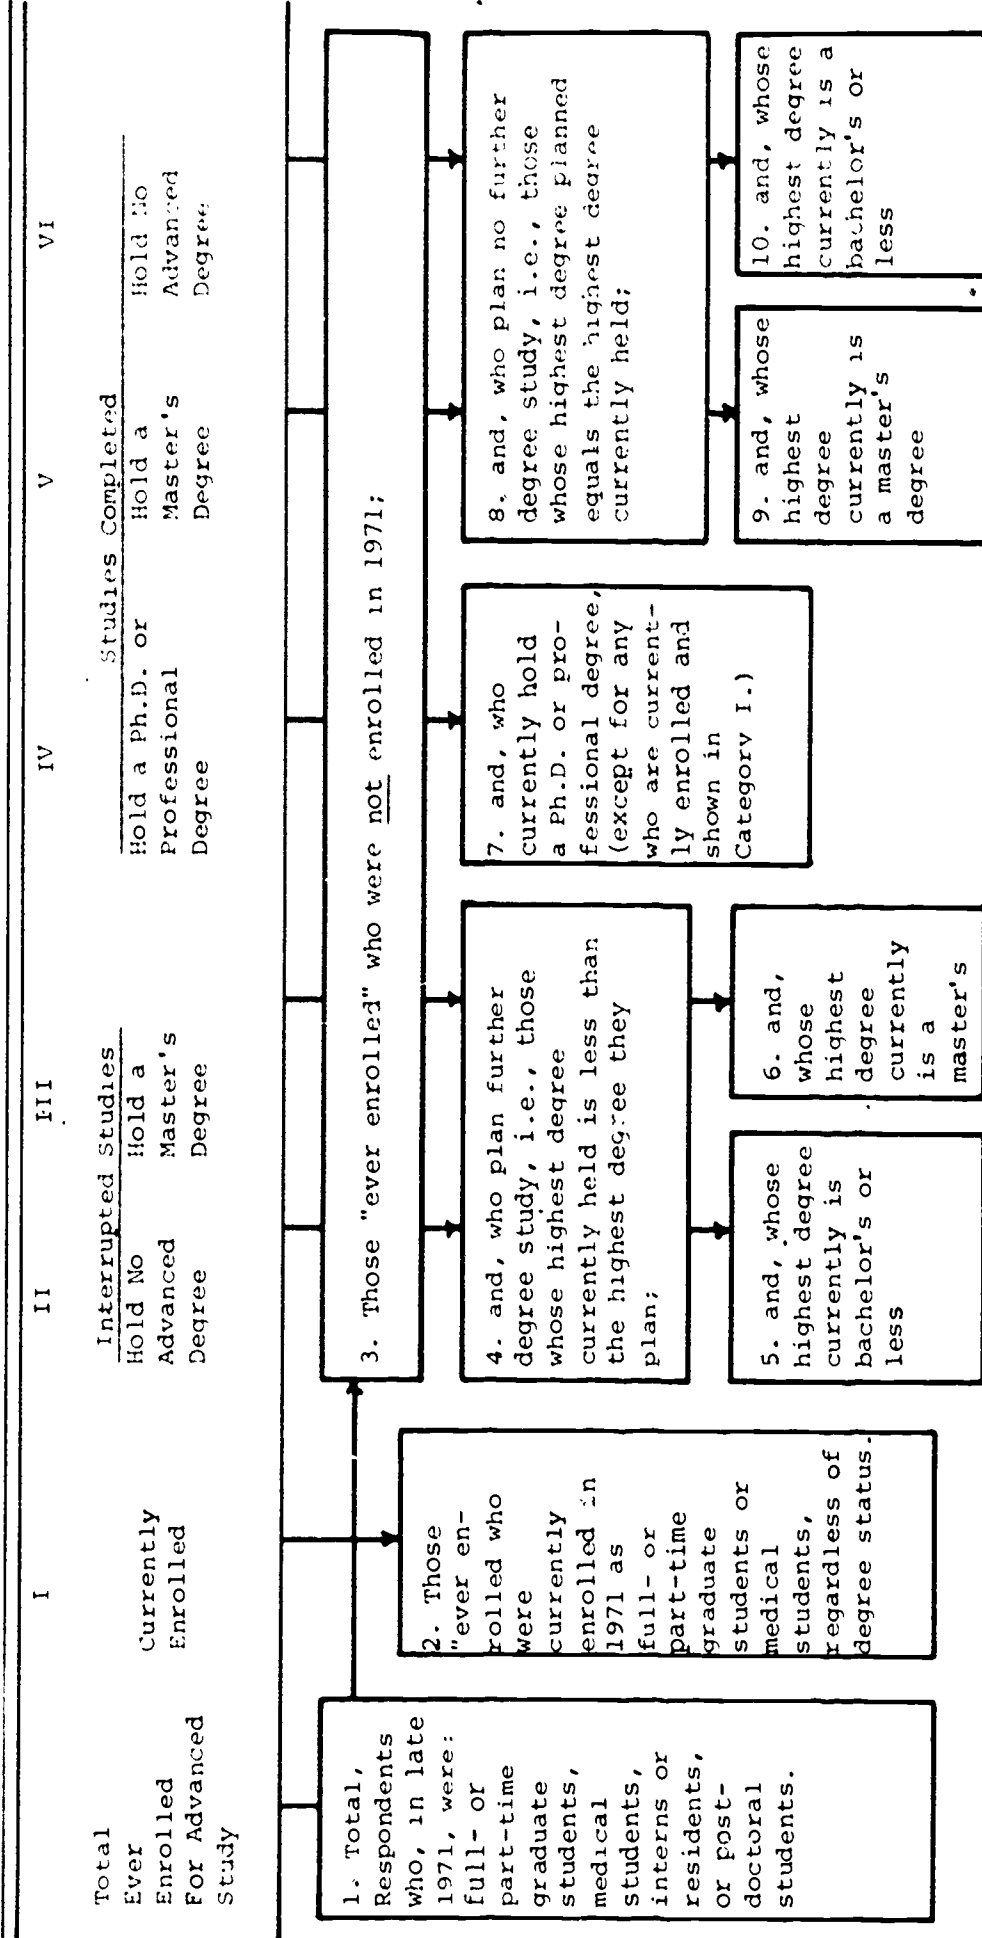 I
II
III
IV
V
VI
Total
Ever
Enrolled
For Advanced
Study
Currently
Enrolled
Interrupted Studies
Hold No
Advanced
Degree
Hold a
Master's
Degree
Studies Completed
Hold a Ph.D. or
Professional
Degree
Hold a
Master's
Degree
Hold No
Advanced
Degree
1. Total,
Respondents
who, in late
1971, were:
full- or
part-time
graduate
students,
medical
students,
interns or
residents,
or post-
doctoral
students.
2. Those
"ever en-
rolled who
were
currently
enrolled in
1971 as
full- or
part-time
graduate
students or
medical
students,
regardless of
degree status.
3. Those "ever enrolled" who were not enrolled in 1971;
4. and, who plan further
degree study, i.e., those
whose highest degree
currently held is less than
the highest degree they
plan;
5. and, whose
highest degree
currently is
bachelor's or
less
6. and,
whose
highest
degree
currently
is a
master's
7. and, who
currently hold
a Ph.D. or pro-
fessional degree,
(except for any
who are current-
ly enrolled and
shown in
Category I.)
8. and, who plan no further
degree study, i.e., those
whose highest degree planned
equals the highest degree
currently held;
9. and, whose
highest
degree
currently is
a master's
degree
10. and, whose
highest degree
currently is a
bachelor's or
less